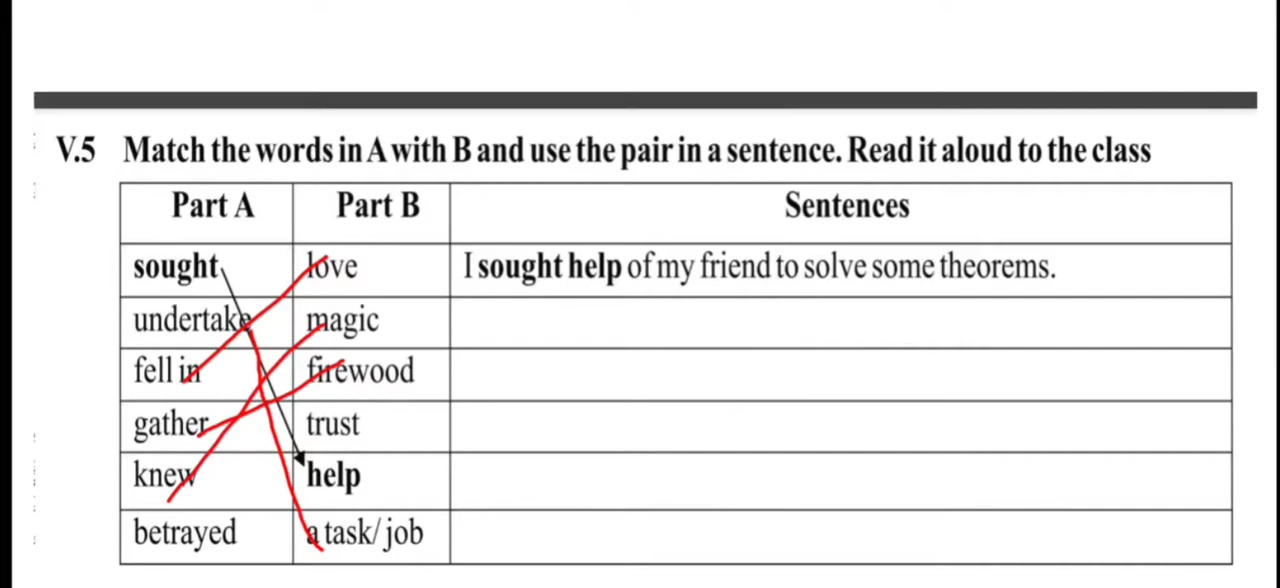 V.5 Match the words in A with B and use the pair in a sentence. Read it aloud to the class
Part A Part B Sentences
sought love I sought help of my friend to solve some theorems.
undertake magic
fell in firewood
gather trust
knew help
betrayed a task/ job